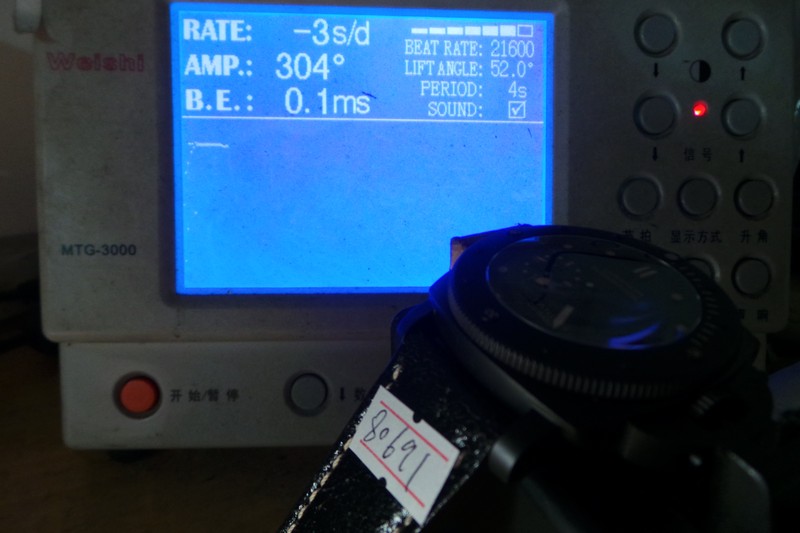 Weishi
RATE: -3s/d
AMP.: 304°
B.E.: 0.1ms
BEAT RATE: 21600
LIFT ANGLE: 52.0°
PERIOD: 4s
SOUND: ☑
信号
显示方式
升角
MTG-3000
开始/暂停
80691